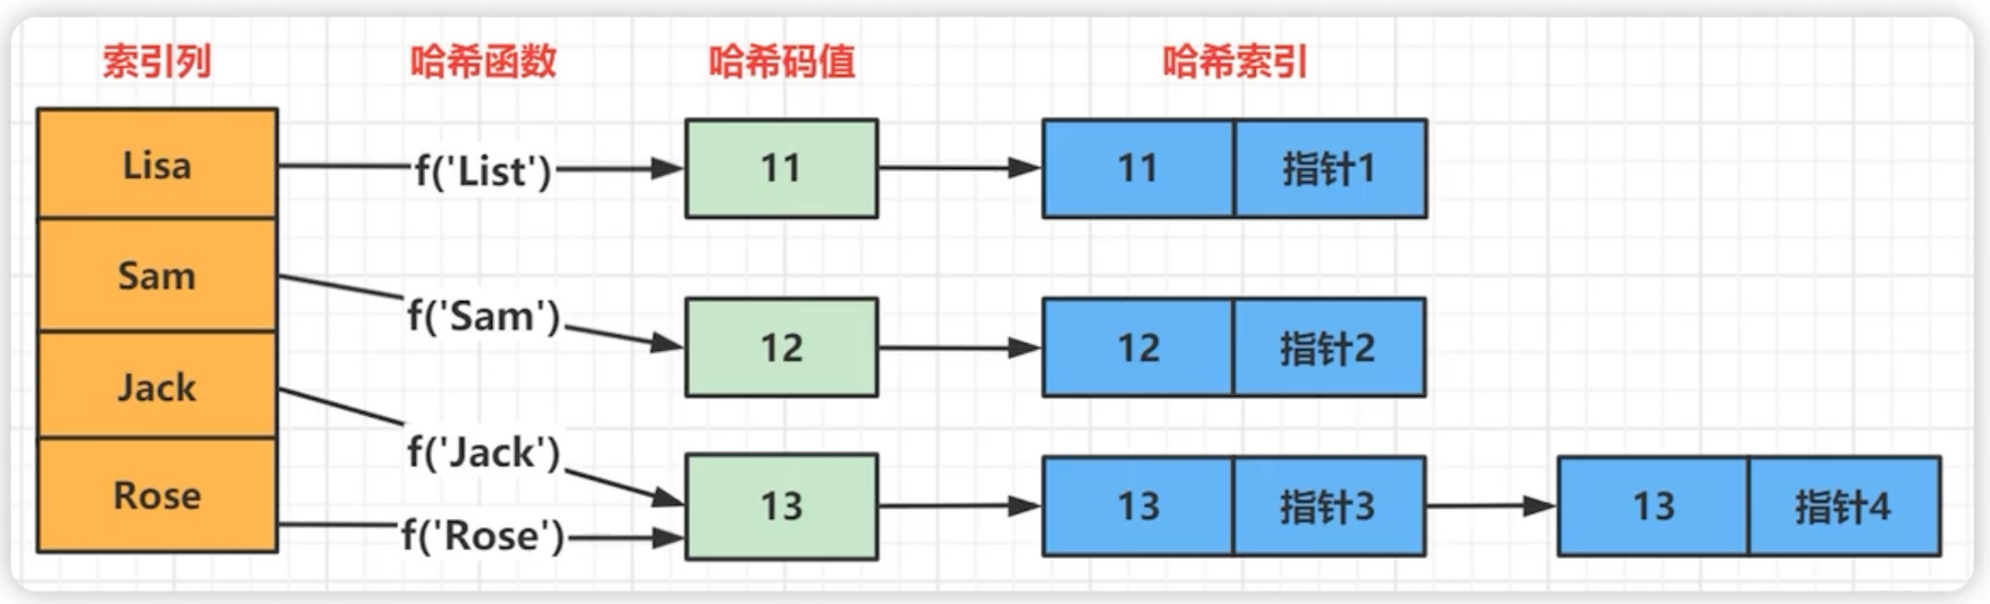 索引列 哈希函数 哈希码值 哈希索引
Lisa f('List') 11 11 指针1
Sam f('Sam') 12 12 指针2
Jack f('Jack')
13 13 指针3 13 指针4
Rose f('Rose')